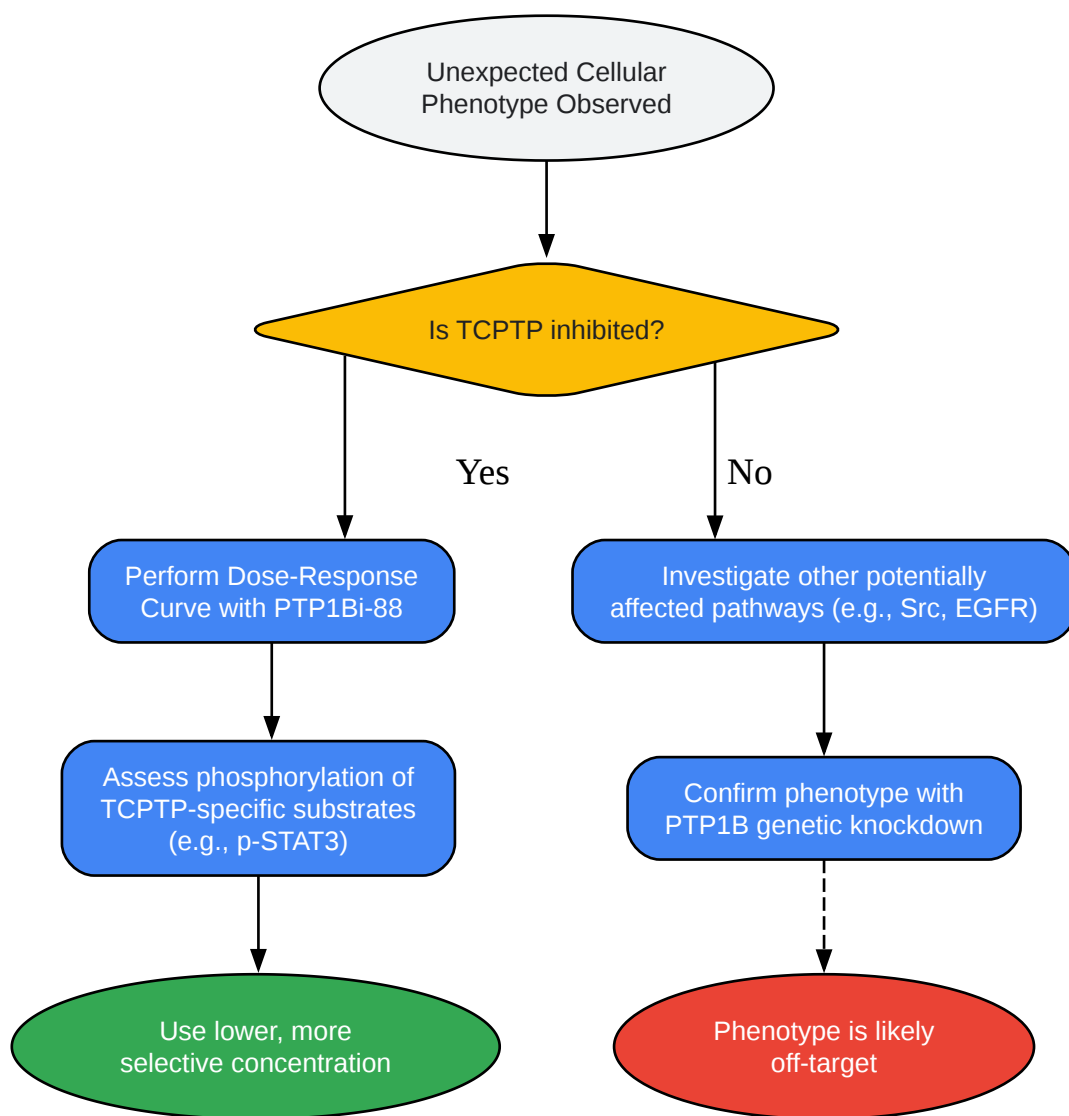 Unexpected Cellular
Phenotype Observed
Is TCPTP inhibited?
Yes
No
Perform Dose-Response
Curve with PTP1Bi-88
Investigate other potentially
affected pathways (e.g., Src, EGFR)
Assess phosphorylation of
TCPTP-specific substrates
(e.g., p-STAT3)
Confirm phenotype with
PTP1B genetic knockdown
Use lower, more
selective concentration
Phenotype is likely
off-target